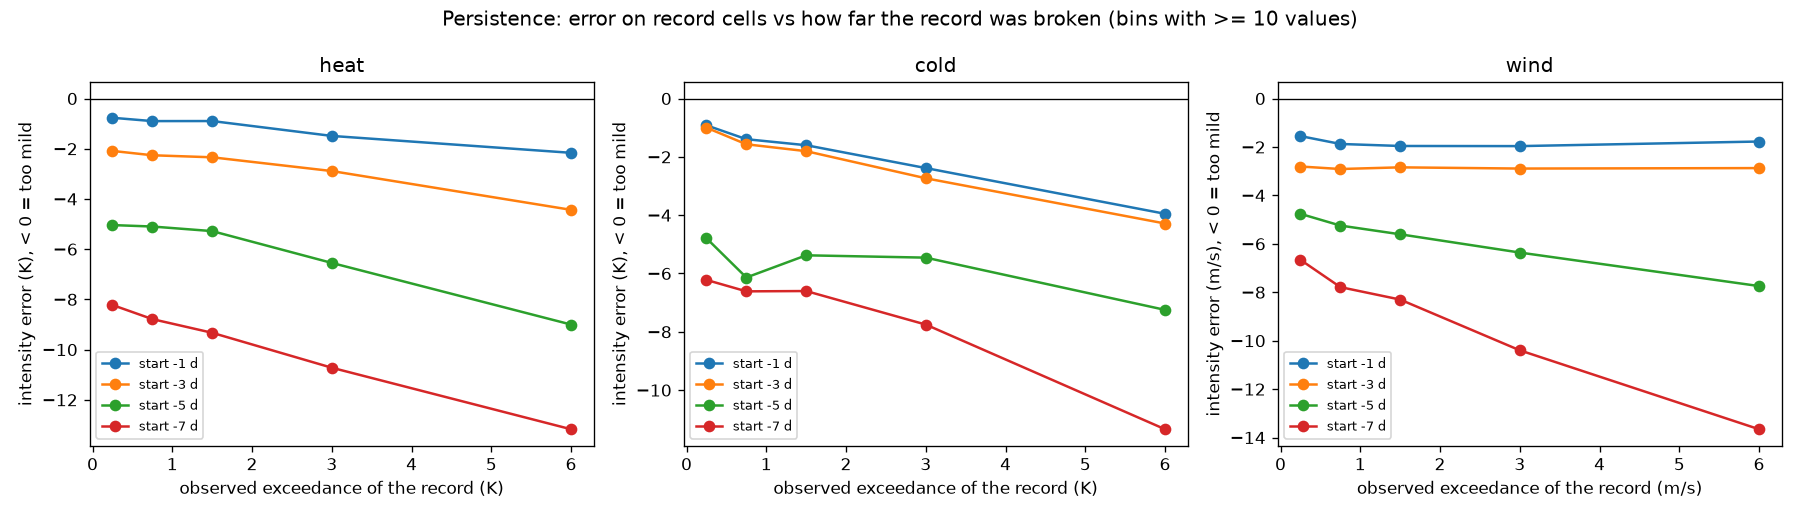 Persistence: error on record cells vs how far the record was broken (bins with >= 10 values)
heat
intensity error (K), < 0 = too mild
0
−2
−4
−6
−8
−10
−12
start -1 d
start -3 d
start -5 d
start -7 d
0 1 2 3 4 5 6
observed exceedance of the record (K)
cold
intensity error (K), < 0 = too mild
0
−2
−4
−6
−8
−10
start -1 d
start -3 d
start -5 d
start -7 d
0 1 2 3 4 5 6
observed exceedance of the record (K)
wind
intensity error (m/s), < 0 = too mild
0
−2
−4
−6
−8
−10
−12
−14
start -1 d
start -3 d
start -5 d
start -7 d
0 1 2 3 4 5 6
observed exceedance of the record (m/s)